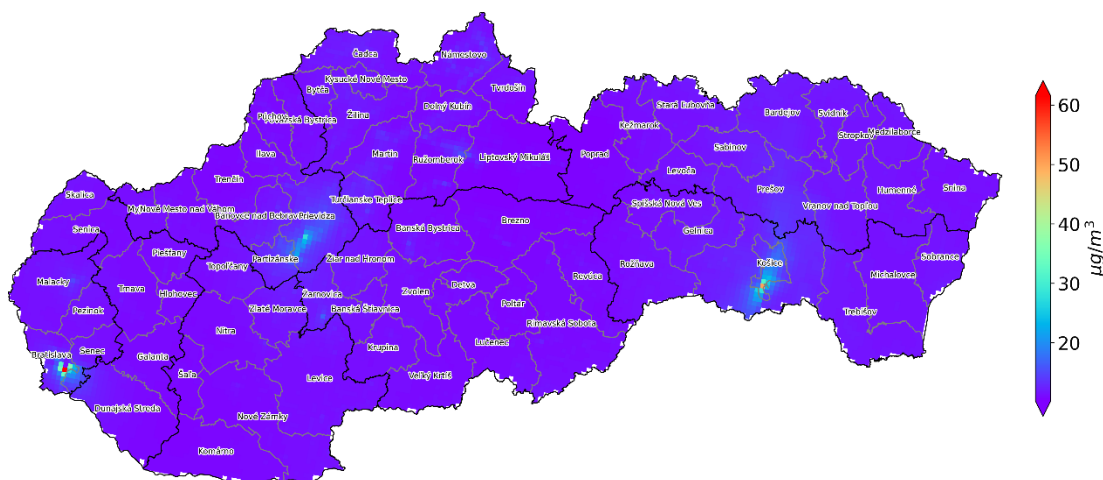 Čadca
Námestovo
Kysucké Nové Mesto
Bytča
Tvrdošín
Dolný Kubín
Púchov
Považská Bystrica
Žilina
Stará Ľubovňa
Bardejov
Svidník
Kežmarok
Stropkov
Medzilaborce
Ilava
Martin
Ružomberok
Liptovský Mikuláš
Poprad
Sabinov
Levoča
Trenčín
Skalica
Turčianske Teplice
Prešov
Humenné
Snina
Myj
Nové Mesto nad Váhom
Bánovce nad Bebravou
Prievidza
Spišská Nová Ves
Vranov nad Topľou
Senica
Brezno
Banská Bystrica
Gelnica
Piešťany
Topoľčany
Partizánske
Žiar nad Hronom
Rožňava
Košice
Sobrance
Malacky
Trnava
Hlohovec
Žarnovica
Zvolen
Detva
Revúca
Michalovce
Pezinok
Zlaté Moravce
Banská Štiavnica
Poltár
Trebišov
Nitra
Rimavská Sobota
Bratislava
Senec
Galanta
Krupina
Lučenec
Šaľa
Levice
Veľký Krtíš
Dunajská Streda
Nové Zámky
Komárno
60
50
40
30
20
μg/m³